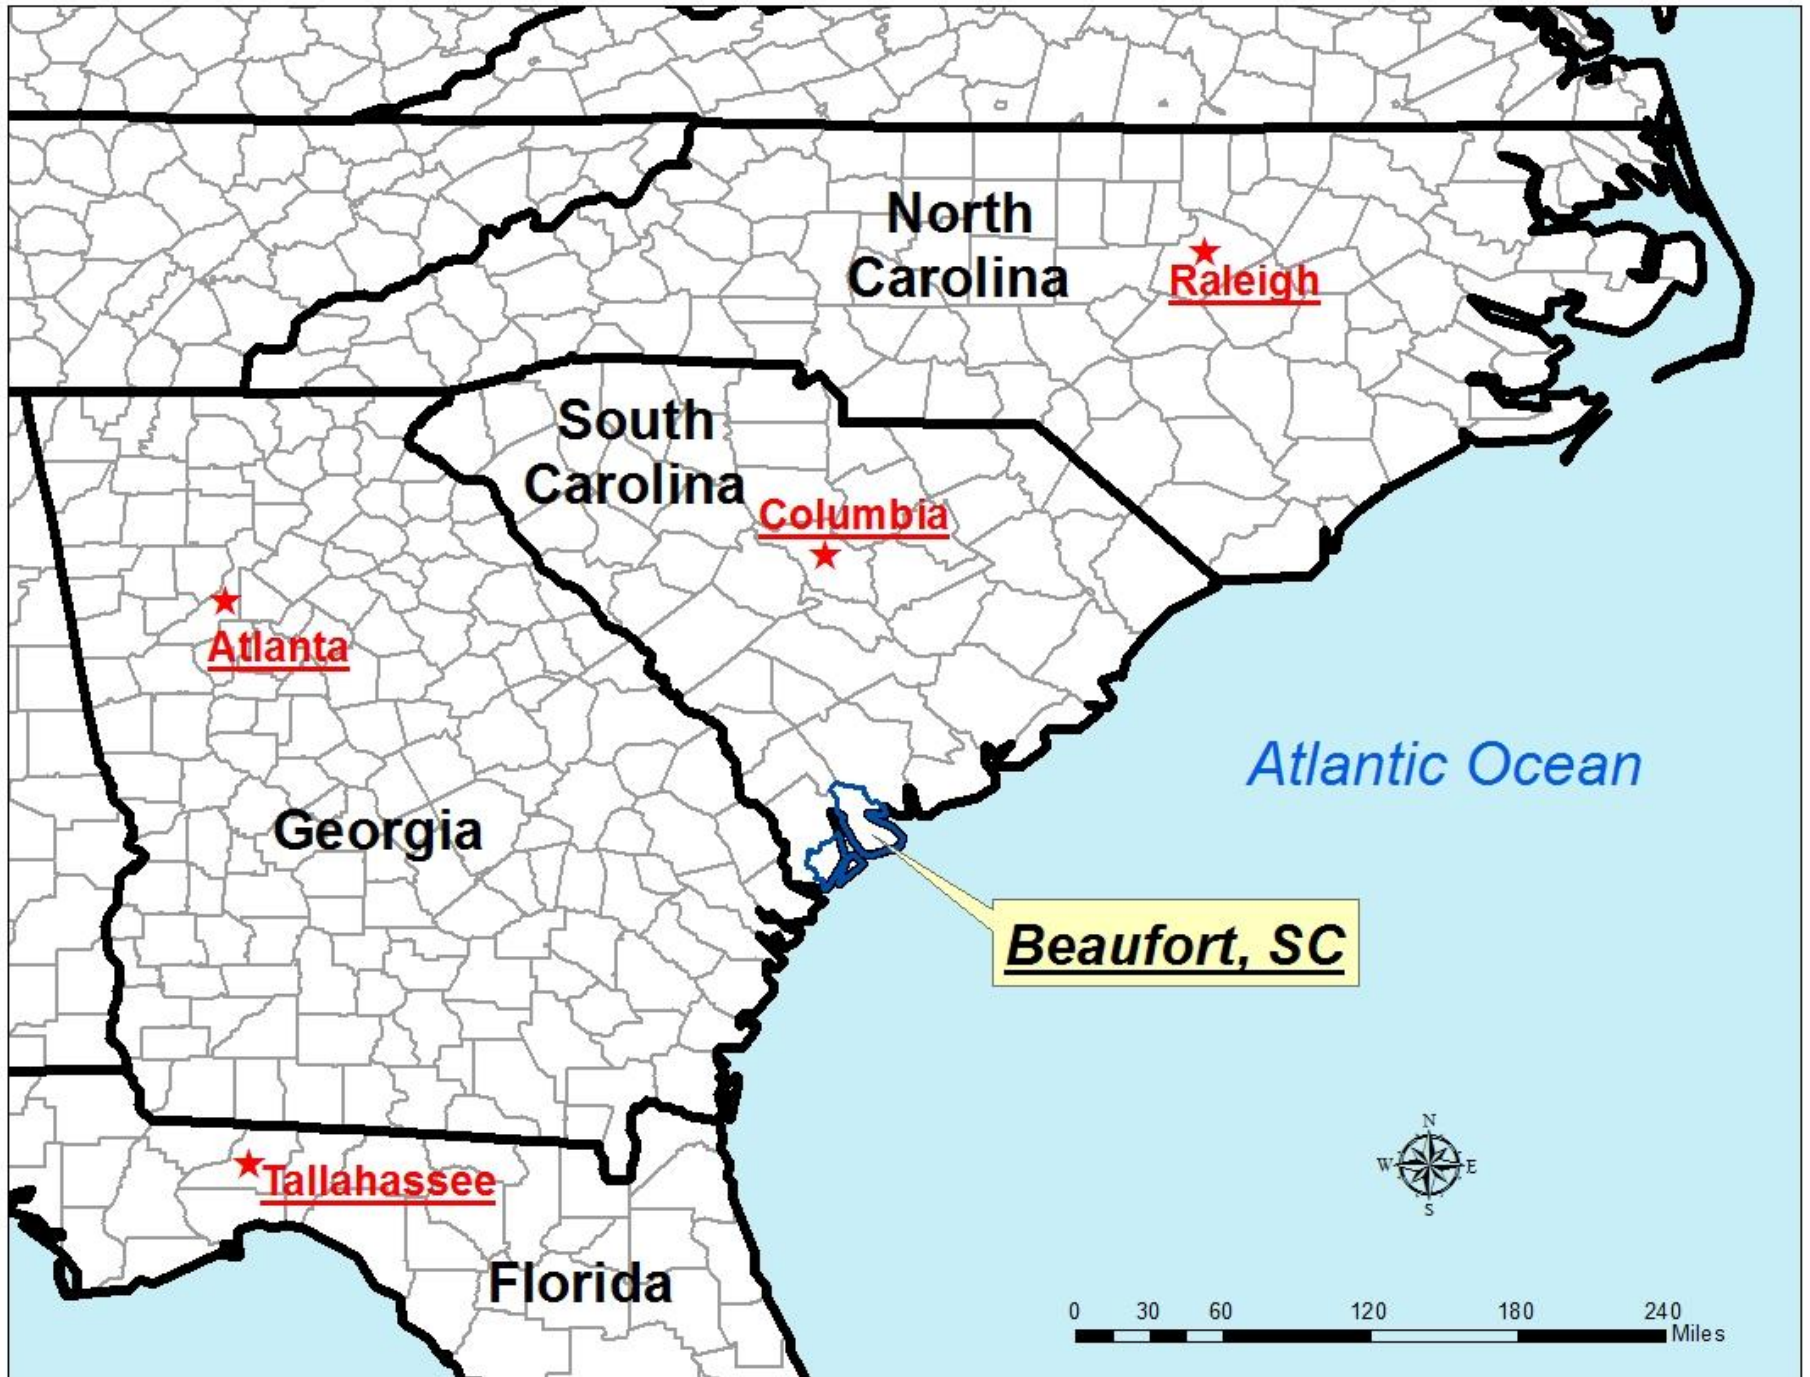 North
Carolina
Raleigh
South
Carolina
Columbia
Atlanta
Atlantic Ocean
Georgia
Beaufort, SC
N
W E
S
Tallahassee
Florida
0 30 60 120 180 240
Miles